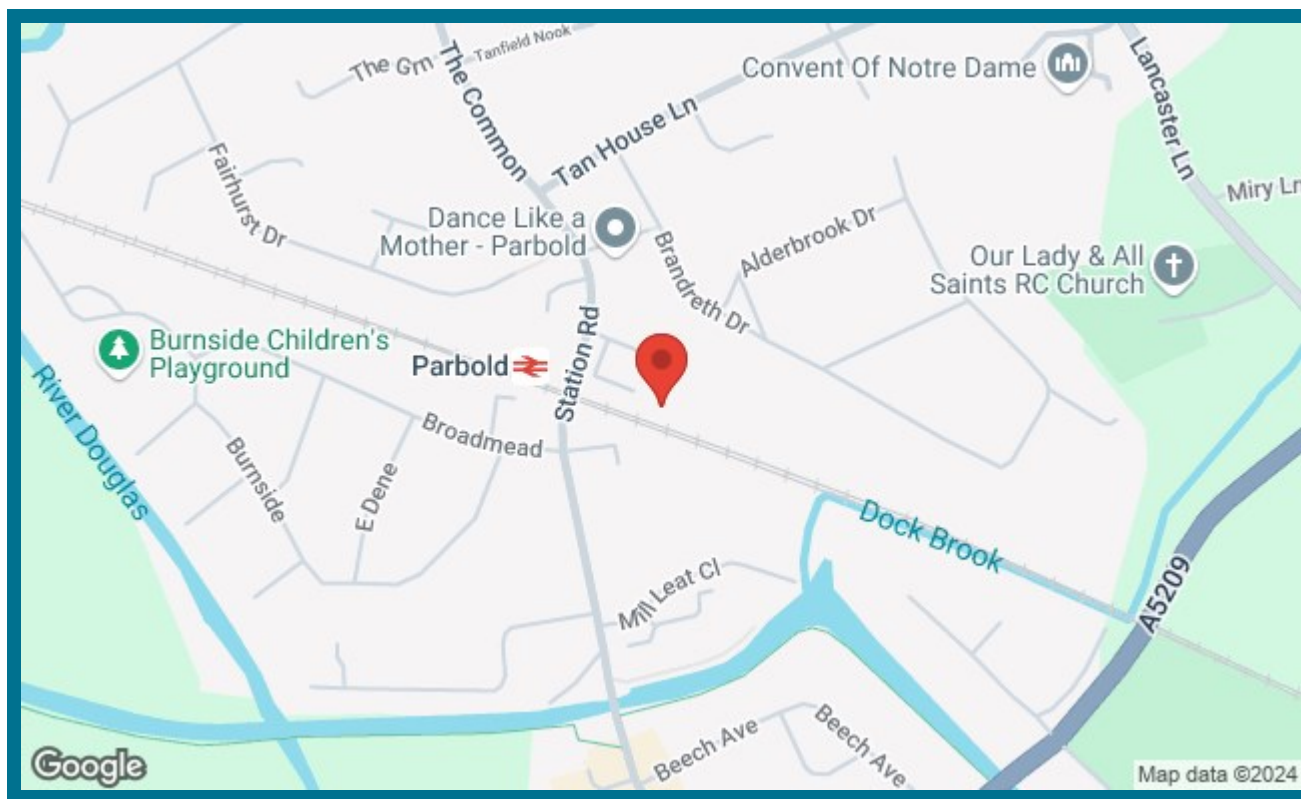 The Grn
Tanfield Nook
The Common
Convent Of Notre Dame
Lancaster Ln
Tan House Ln
Miry Ln
Fairhurst Dr
Dance Like a
Mother - Parbold
Brandreth Dr
Alderbrook Dr
Our Lady & All
Saints RC Church
Burnside Children's
Playground
Parbold
Station Rd
River Douglas
Broadmead
Burnside
E Dene
Dock Brook
A5209
Mill Leat Cl
Beech Ave
Beech Ave
Google
Map data ©2024